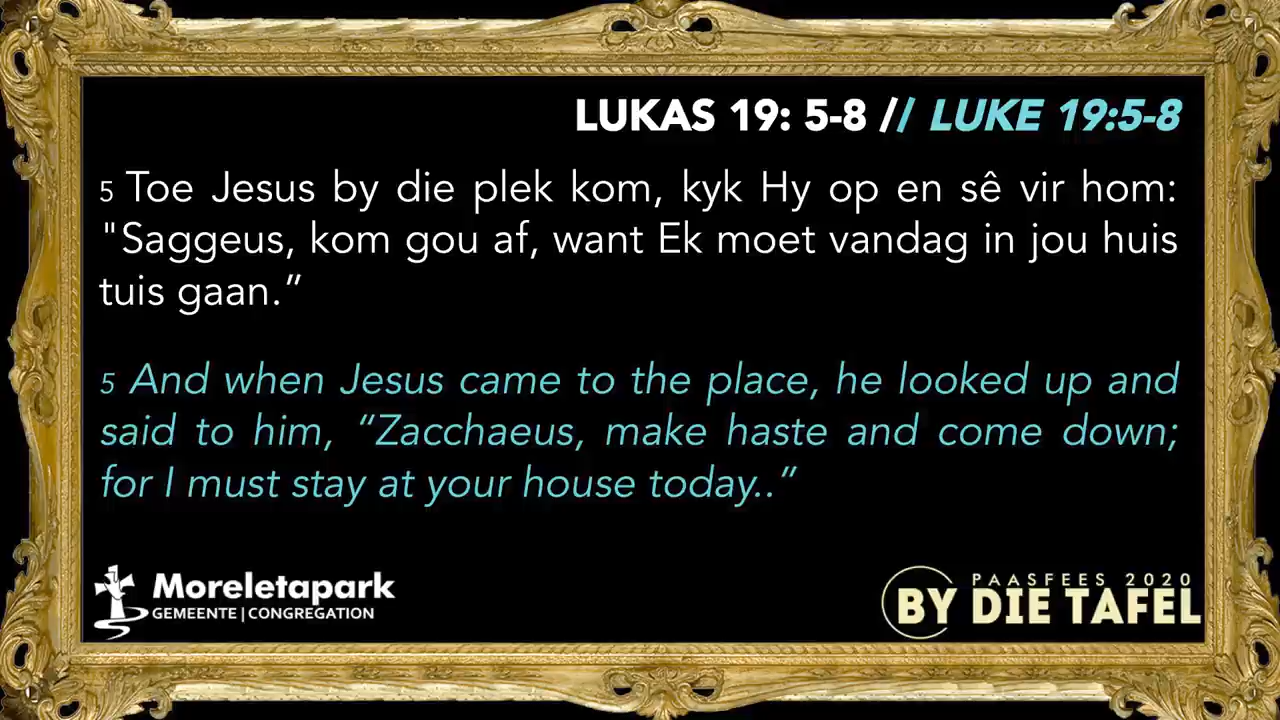 LUKAS 19: 5-8 // LUKE 19:5-8
5 Toe Jesus by die plek kom, kyk Hy op en sê vir hom:
"Saggeus, kom gou af, want Ek moet vandag in jou huis
tuis gaan.”
5 And when Jesus came to the place, he looked up and
said to him, “Zacchaeus, make haste and come down;
for I must stay at your house today..”
Moreletapark
GEMEENTE | CONGREGATION
PAASFEES 2020
BY DIE TAFEL